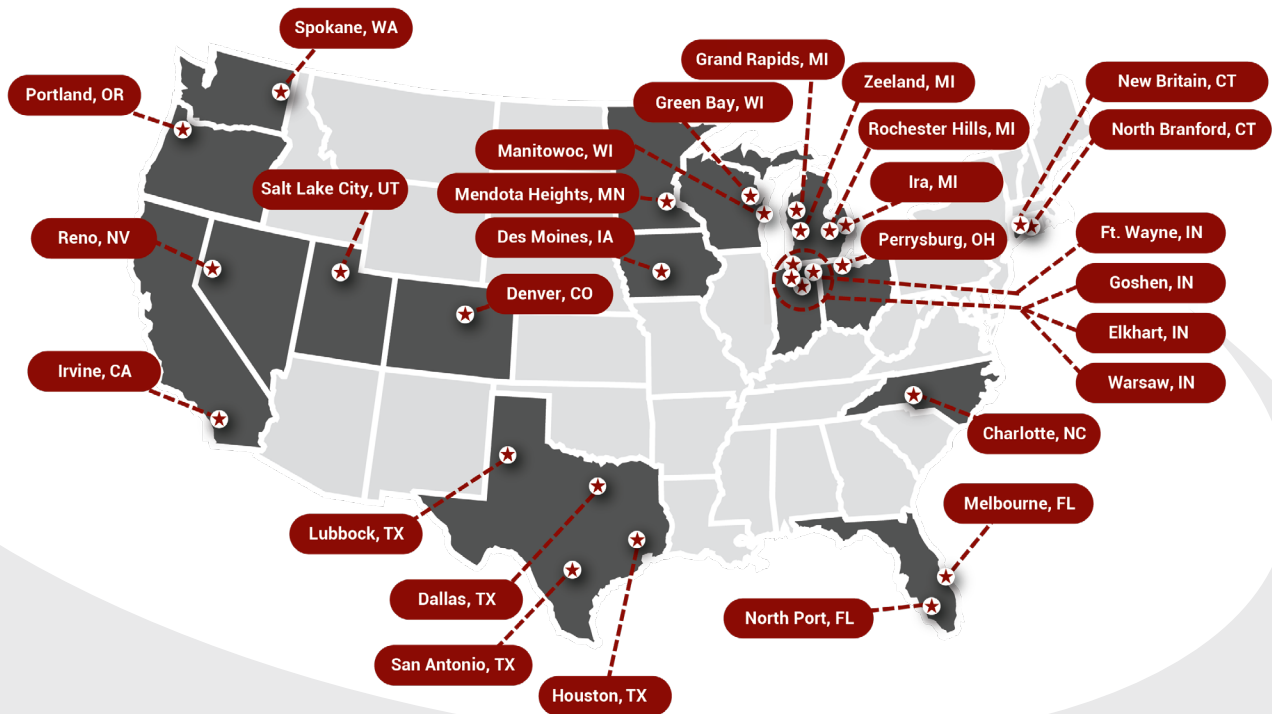 Spokane, WA
Portland, OR
Salt Lake City, UT
Reno, NV
Irvine, CA
Denver, CO
Grand Rapids, MI
Green Bay, WI
Zeeland, MI
Manitowoc, WI
Rochester Hills, MI
Mendota Heights, MN
Ira, MI
Des Moines, IA
Perrysburg, OH
New Britain, CT
North Branford, CT
Ft. Wayne, IN
Goshen, IN
Elkhart, IN
Warsaw, IN
Charlotte, NC
Melbourne, FL
North Port, FL
Lubbock, TX
Dallas, TX
San Antonio, TX
Houston, TX